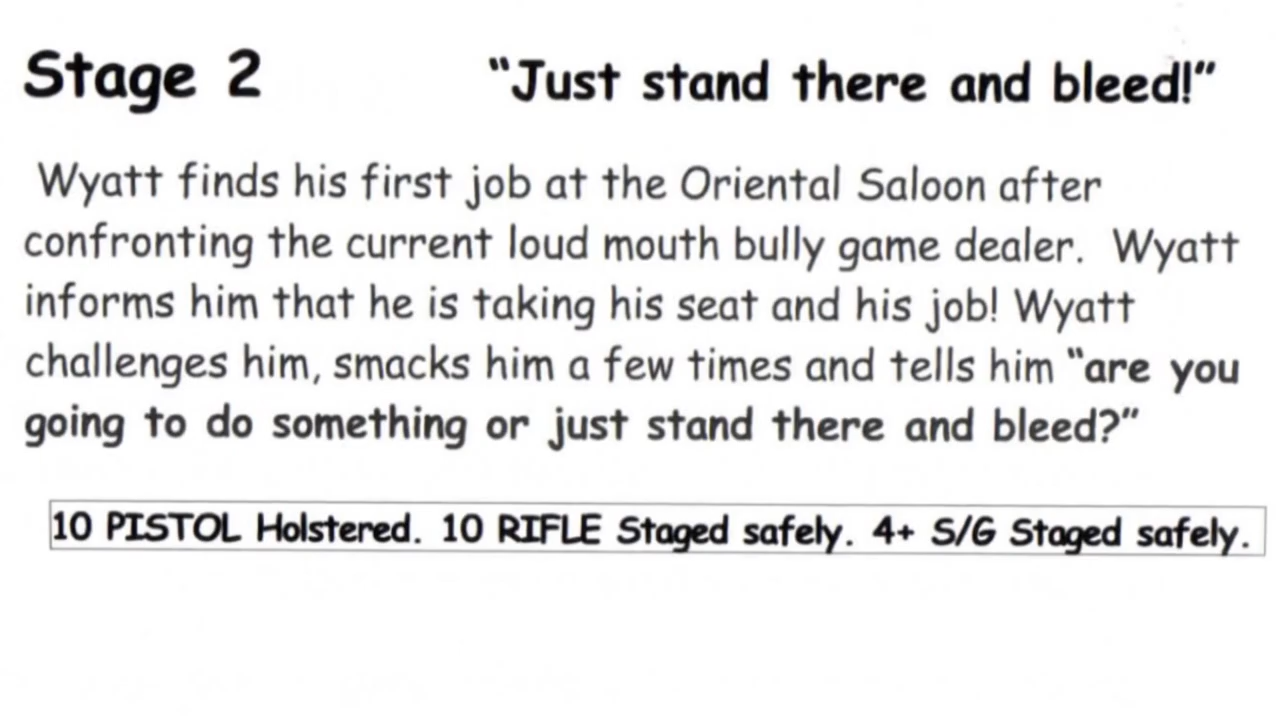 Stage 2 "Just stand there and bleed!"
Wyatt finds his first job at the Oriental Saloon after
confronting the current loud mouth bully game dealer. Wyatt
informs him that he is taking his seat and his job! Wyatt
challenges him, smacks him a few times and tells him "are you
going to do something or just stand there and bleed?"
10 PISTOL Holstered. 10 RIFLE Staged safely. 4+ S/G Staged safely.